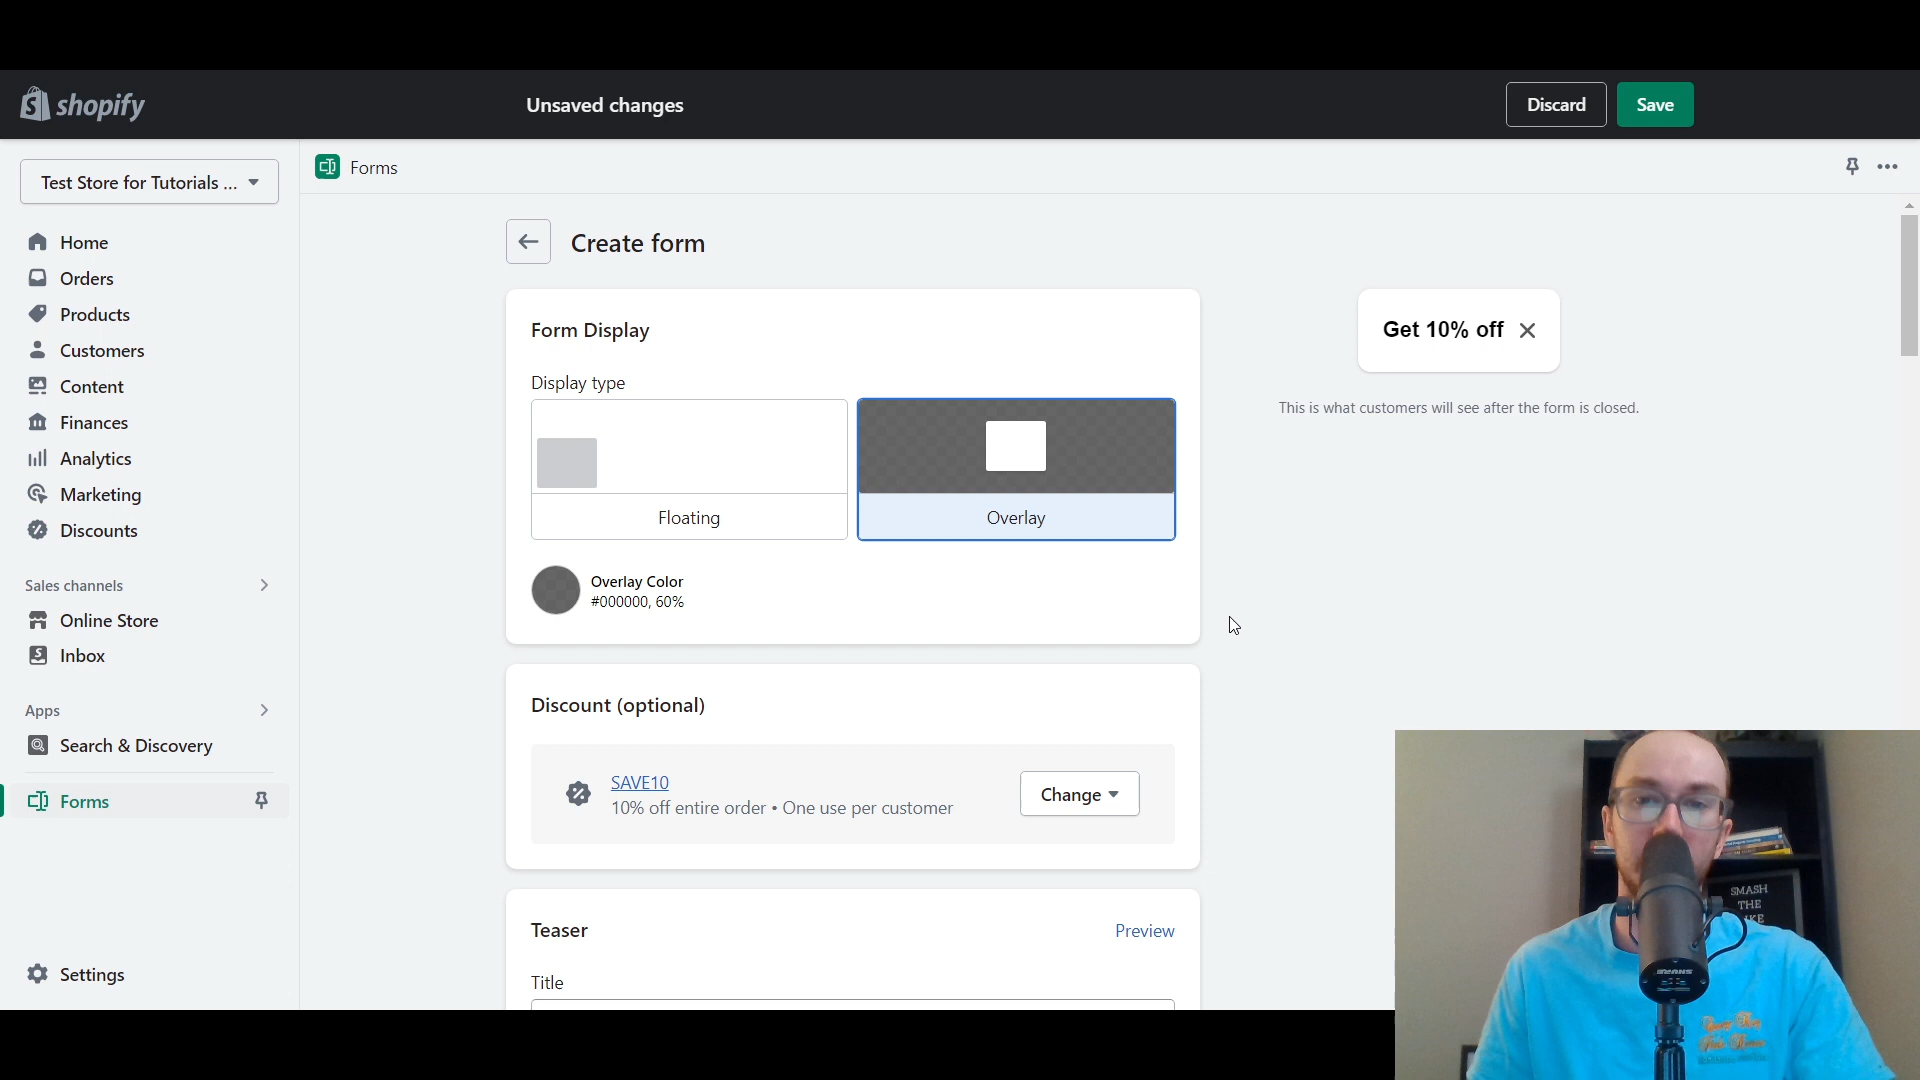 shopify
Unsaved changes
Discard
Save
Test Store for Tutorials ...
Forms
Home
Orders
Products
Customers
Content
Finances
Analytics
Marketing
Discounts
Sales channels
Online Store
Inbox
Apps
Search & Discovery
Forms
Settings
Create form
Form Display
Display type
Floating
Overlay
Overlay Color
#000000, 60%
Discount (optional)
SAVE10
10% off entire order • One use per customer
Change
Teaser
Preview
Title
Get 10% off
This is what customers will see after the form is closed.
SMASH
THE
SHURE